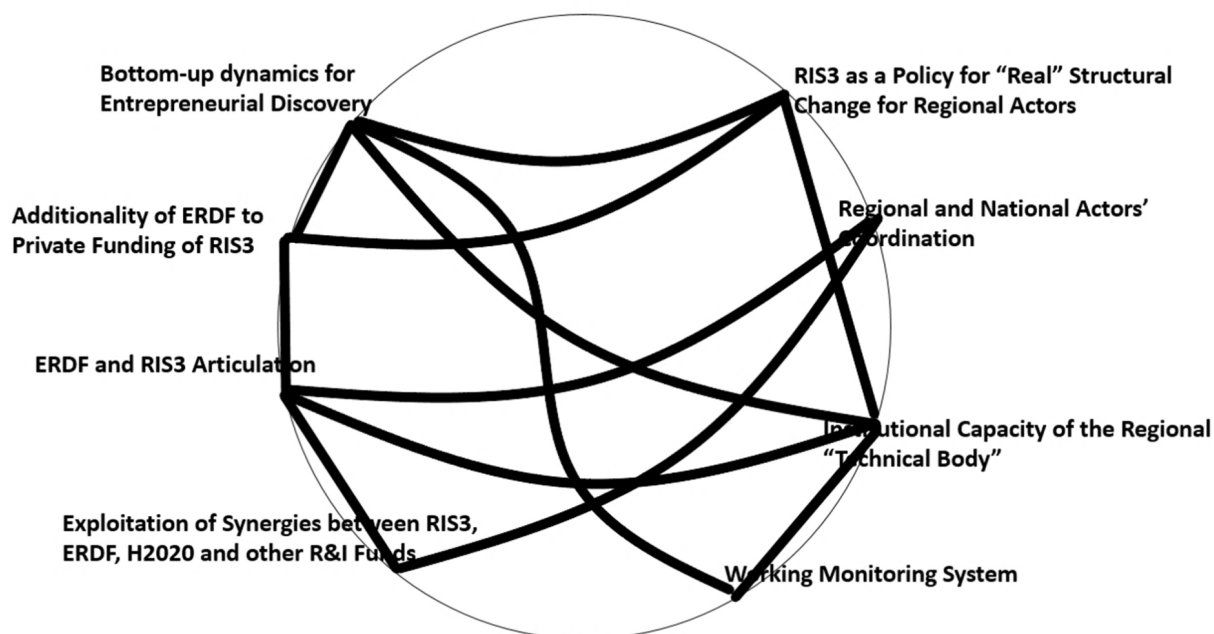 Bottom-up dynamics for
Entrepreneurial Discovery
RIS3 as a Policy for “Real” Structural
Change for Regional Actors
Additionality of ERDF to
Private Funding of RIS3
Regional and National Actors’
Coordination
ERDF and RIS3 Articulation
Institutional Capacity of the Regional
“Technical Body”
Exploitation of Synergies between RIS3,
ERDF, H2020 and other R&I Funds
Working Monitoring System